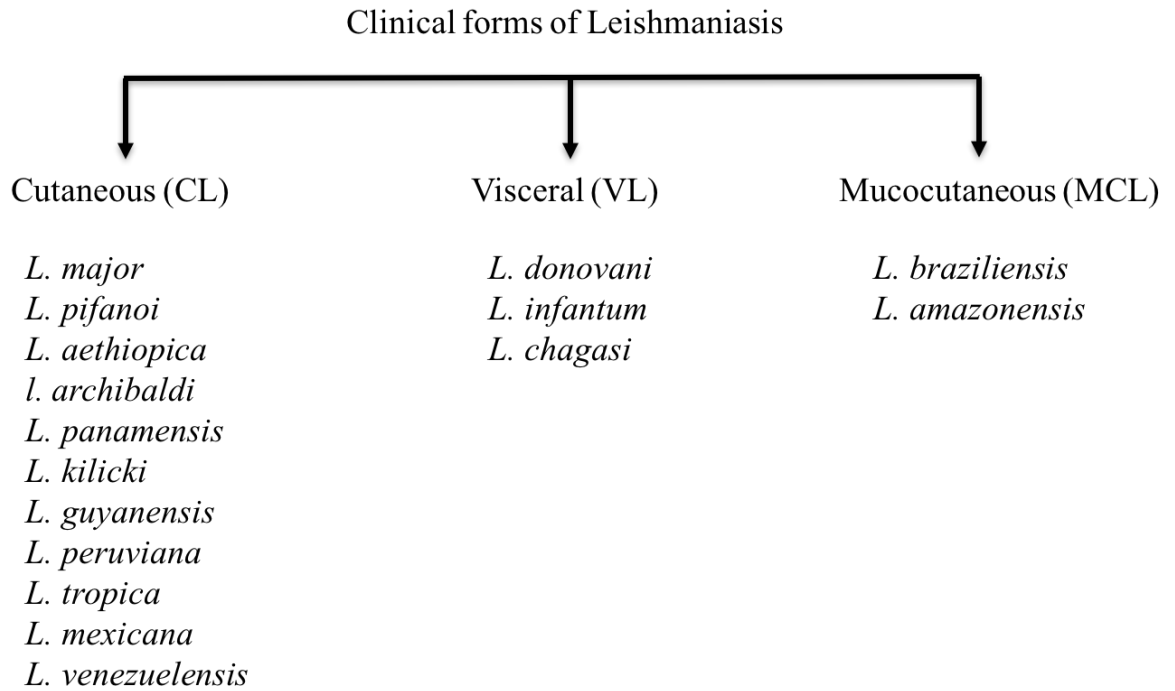 Clinical forms of Leishmaniasis
Cutaneous (CL)
L. major
L. pifanoi
L. aethiopica
l. archibaldi
L. panamensis
L. kilicki
L. guyanensis
L. peruviana
L. tropica
L. mexicana
L. venezuelensis
Visceral (VL)
L. donovani
L. infantum
L. chagasi
Mucocutaneous (MCL)
L. braziliensis
L. amazonensis